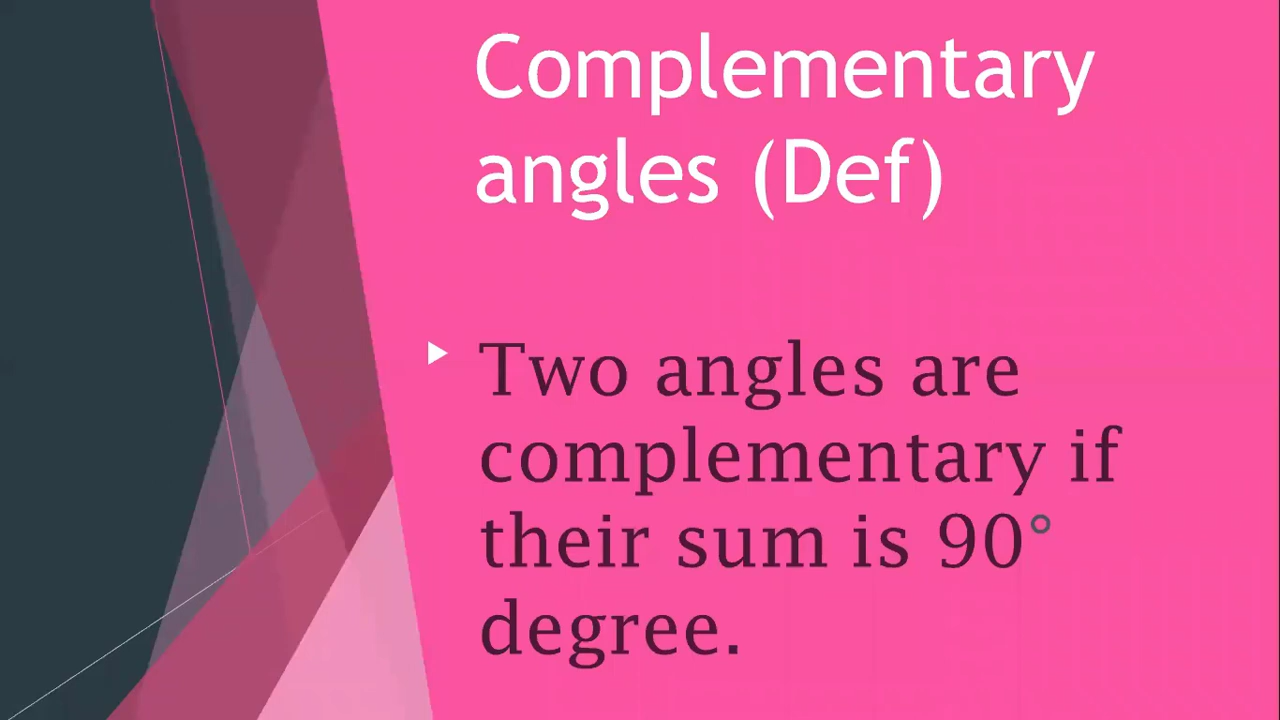 Complementary
angles (Def)
Two angles are
complementary if
their sum is 90°
degree.